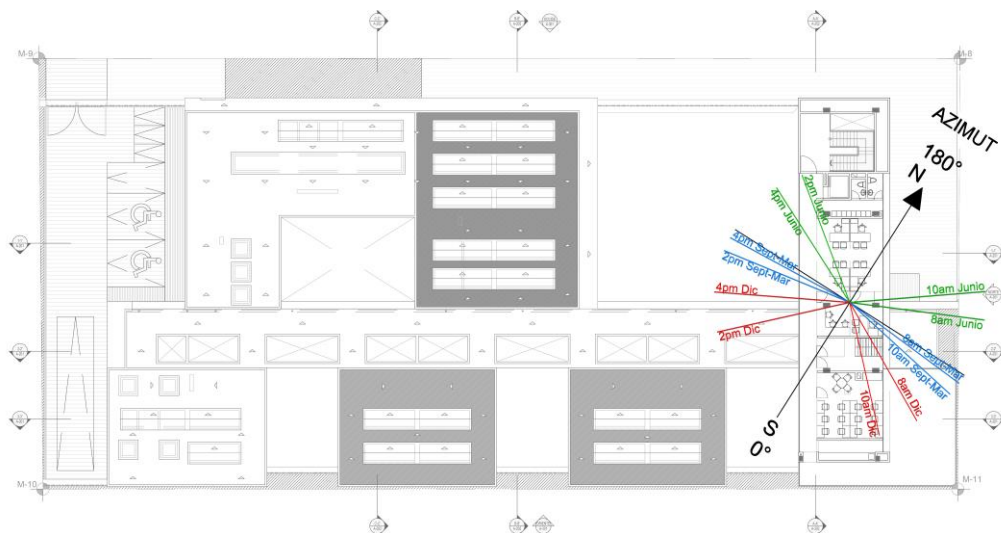 M-9
M-8
AZIMUT
180°
N
2pm Junio
4pm Junio
4pm Sept-Mar
2pm Sept-Mar
4pm Dic
2pm Dic
10am Junio
8am Junio
8am Sept-Mar
10am Sept-Mar
8am Dic
10am Dic
S
0°
M-10
M-11